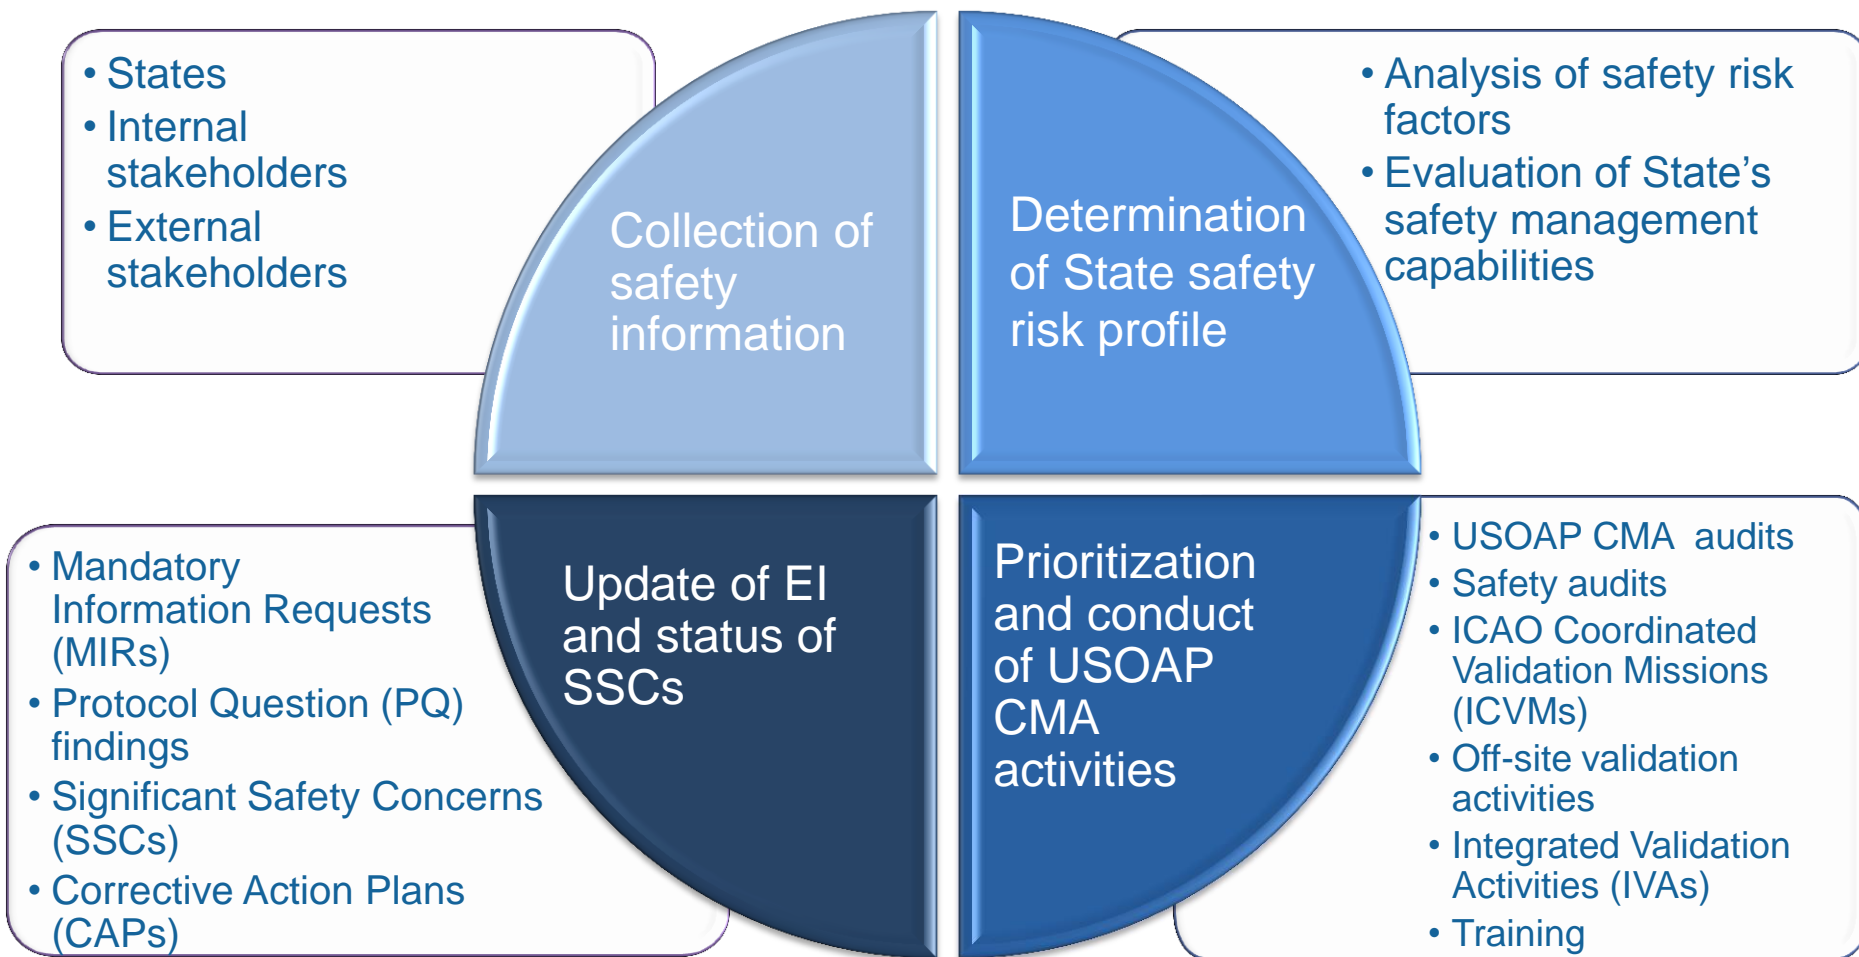 • States
• Internal
stakeholders
• External
stakeholders
Collection of
safety
information
Determination
of State safety
risk profile
• Analysis of safety risk
factors
• Evaluation of State’s
safety management
capabilities
• Mandatory
Information Requests
(MIRs)
• Protocol Question (PQ)
findings
• Significant Safety Concerns
(SSCs)
• Corrective Action Plans
(CAPs)
Update of EI
and status of
SSCs
Prioritization
and conduct
of USOAP
CMA
activities
• USOAP CMA  audits
• Safety audits
• ICAO Coordinated
Validation Missions
(ICVMs)
• Off-site validation
activities
• Integrated Validation
Activities (IVAs)
• Training